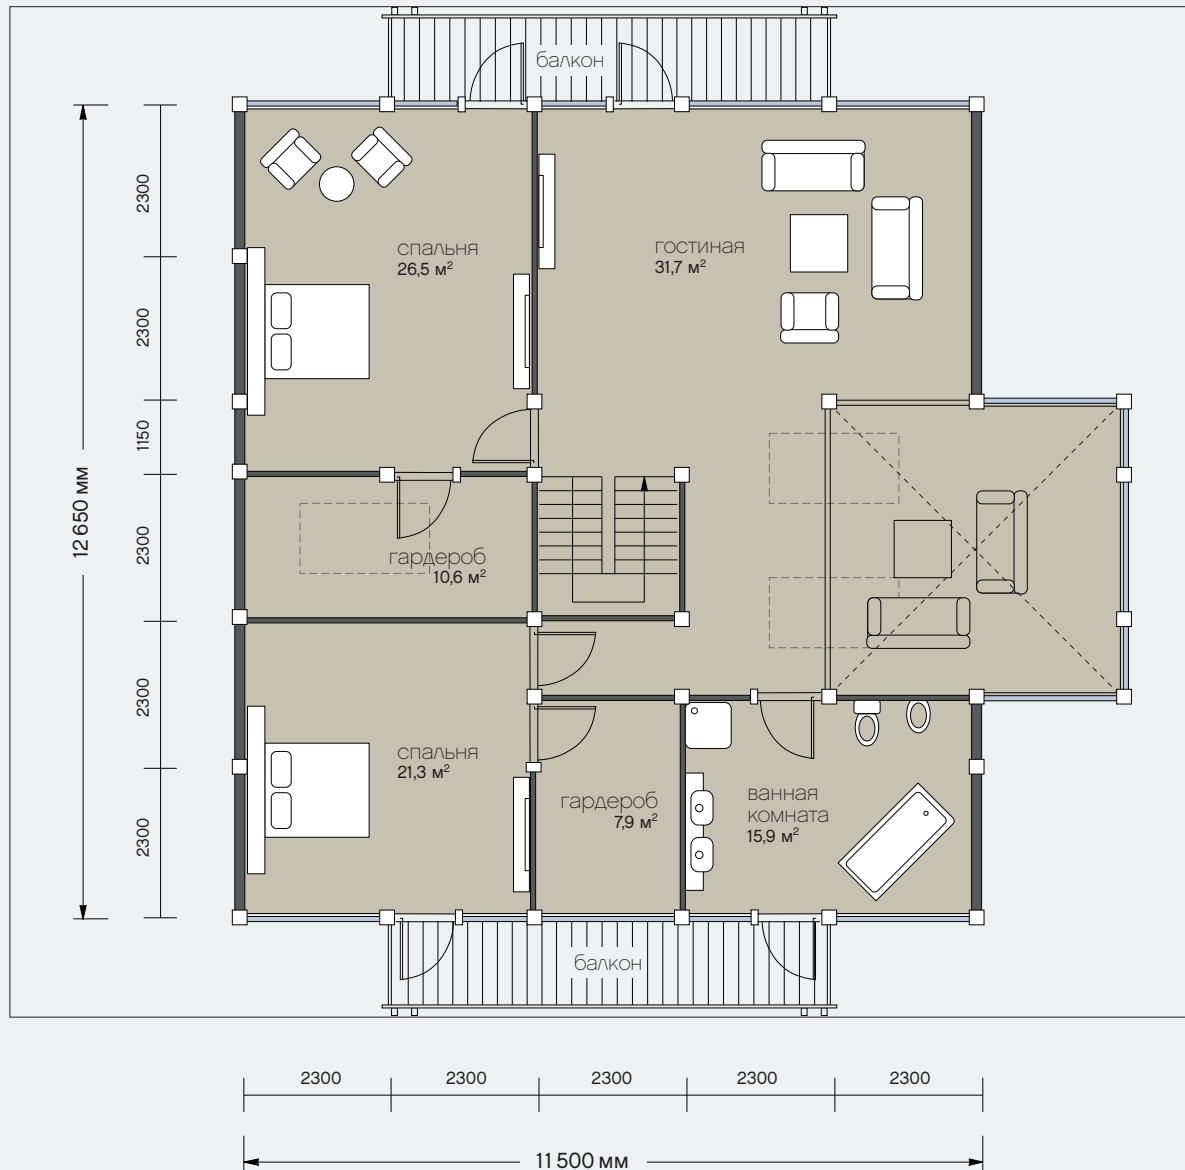 балкон
2300
спальня
26,5 м²
гостиная
31,7 м²
2300
1150
12 650 мм
2300
гардероб
10,6 м²
2300
спальня
21,3 м²
гардероб
7,9 м²
ванная
комната
15,9 м²
2300
балкон
2300
2300
2300
2300
2300
11 500 мм